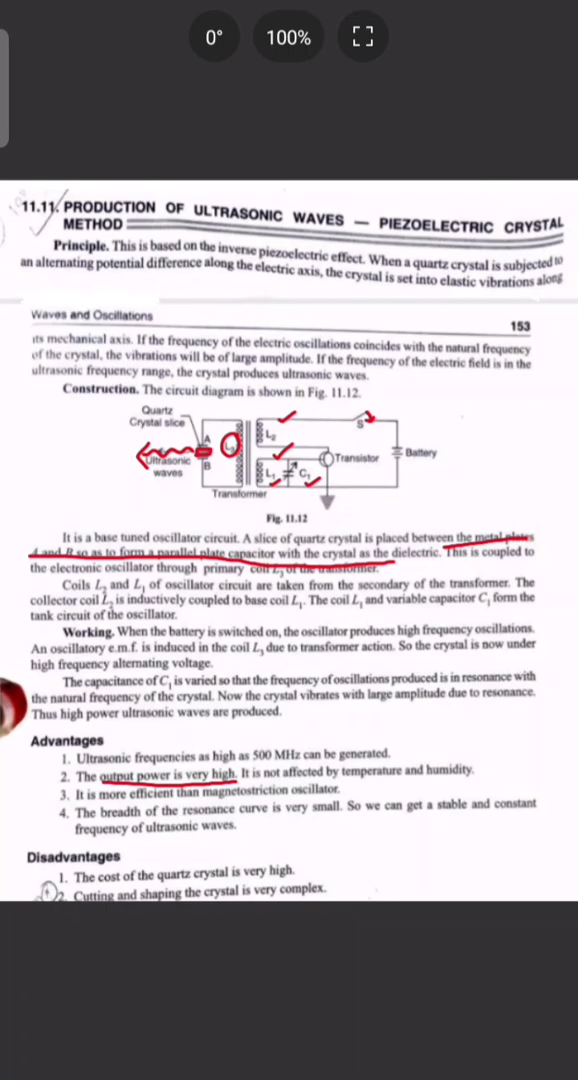 0°
100%
11.11. PRODUCTION OF ULTRASONIC WAVES — PIEZOELECTRIC CRYSTAL
METHOD
Principle. This is based on the inverse piezoelectric effect. When a quartz crystal is subjected to
an alternating potential difference along the electric axis, the crystal is set into elastic vibrations along
Waves and Oscillations
153
its mechanical axis. If the frequency of the electric oscillations coincides with the natural frequency
of the crystal, the vibrations will be of large amplitude. If the frequency of the electric field is in the
ultrasonic frequency range, the crystal produces ultrasonic waves.
Construction. The circuit diagram is shown in Fig. 11.12.
Quartz
Crystal slice
A
L₂
S
Ultrasonic
waves
B
L₁
C₁
Transistor
Battery
Transformer
Fig. 11.12
It is a base tuned oscillator circuit. A slice of quartz crystal is placed between the metal plates
A and B so as to form a parallel plate capacitor with the crystal as the dielectric. This is coupled to
the electronic oscillator through primary coil L₃ of the transformer.
Coils L₂ and L₁ of oscillator circuit are taken from the secondary of the transformer. The
collector coil L₂ is inductively coupled to base coil L₁. The coil L₁ and variable capacitor C₁ form the
tank circuit of the oscillator.
Working. When the battery is switched on, the oscillator produces high frequency oscillations.
An oscillatory e.m.f. is induced in the coil L₃ due to transformer action. So the crystal is now under
high frequency alternating voltage.
The capacitance of C₁ is varied so that the frequency of oscillations produced is in resonance with
the natural frequency of the crystal. Now the crystal vibrates with large amplitude due to resonance.
Thus high power ultrasonic waves are produced.
Advantages
1. Ultrasonic frequencies as high as 500 MHz can be generated.
2. The output power is very high. It is not affected by temperature and humidity.
3. It is more efficient than magnetostriction oscillator.
4. The breadth of the resonance curve is very small. So we can get a stable and constant
frequency of ultrasonic waves.
Disadvantages
1. The cost of the quartz crystal is very high.
2. Cutting and shaping the crystal is very complex.